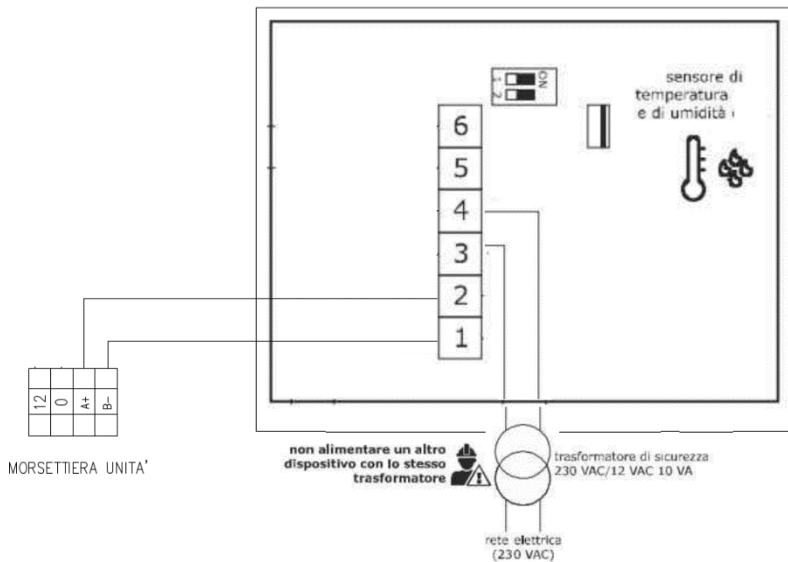 1 2 ON
sensore di
temperatura
e di umidità
6
5
4
3
2
1
12 0 A+ B-
MORSETTIERA UNITA'
non alimentare un altro
dispositivo con lo stesso
trasformatore
trasformatore di sicurezza
230 VAC/12 VAC 10 VA
rete elettrica
(230 VAC)